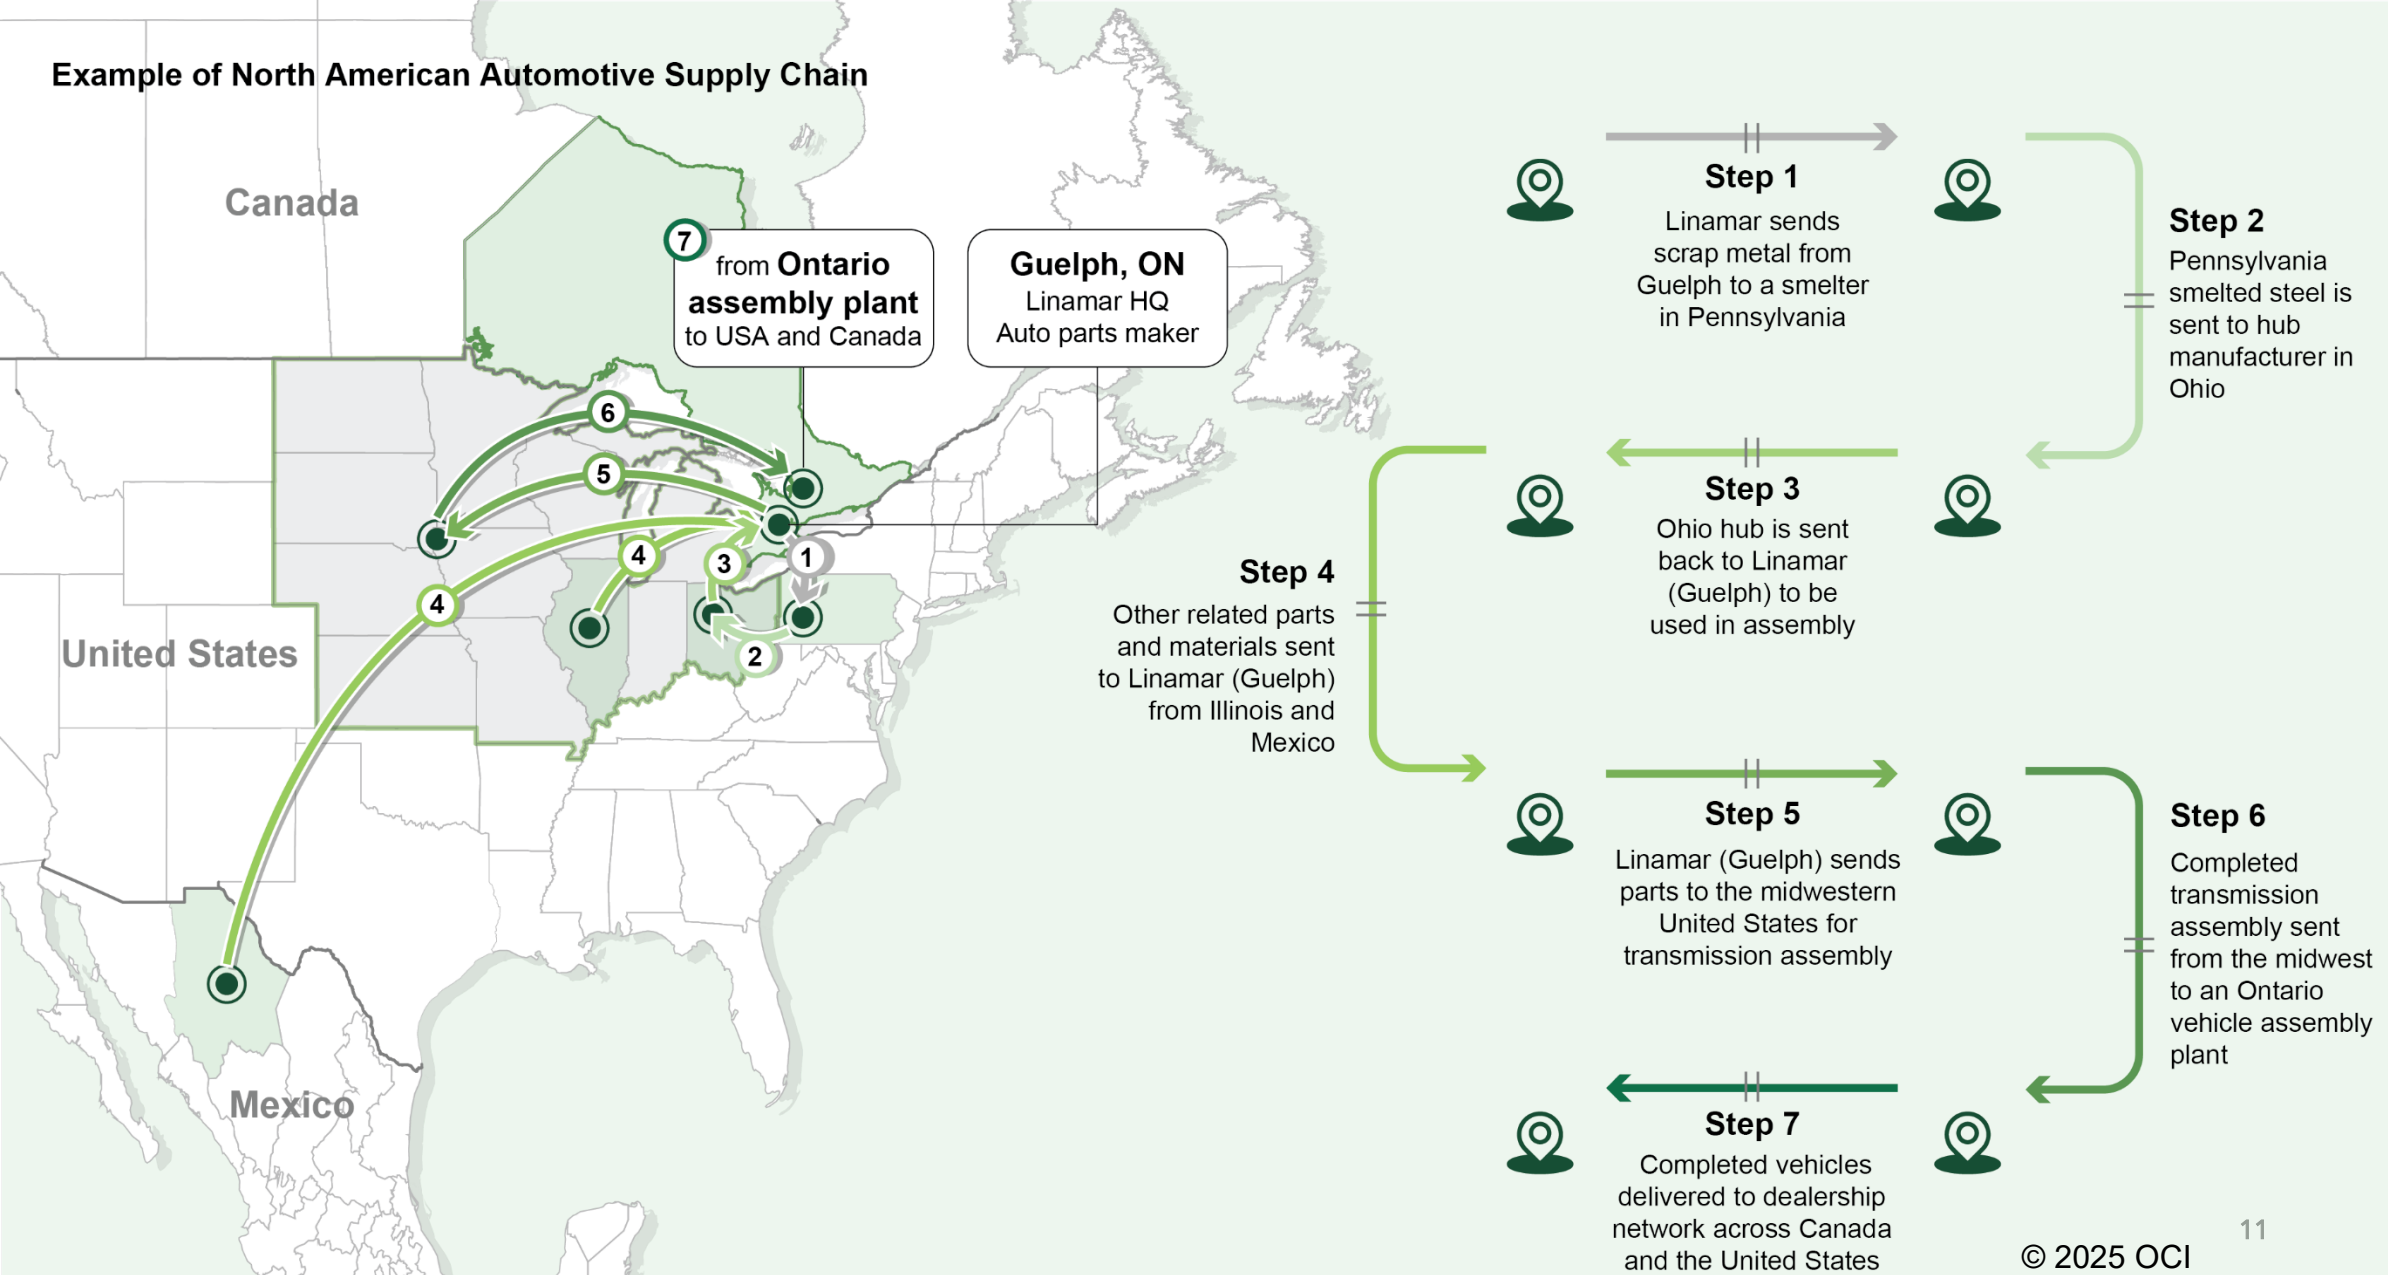 Example of North American Automotive Supply Chain
Canada
United States
Mexico
7
from Ontario
assembly plant
to USA and Canada
Guelph, ON
Linamar HQ
Auto parts maker
6
5
4
4
3
1
2
Step 1
Linamar sends
scrap metal from
Guelph to a smelter
in Pennsylvania
Step 2
Pennsylvania
smelted steel is
sent to hub
manufacturer in
Ohio
Step 3
Ohio hub is sent
back to Linamar
(Guelph) to be
used in assembly
Step 4
Other related parts
and materials sent
to Linamar (Guelph)
from Illinois and
Mexico
Step 5
Linamar (Guelph) sends
parts to the midwestern
United States for
transmission assembly
Step 6
Completed
transmission
assembly sent
from the midwest
to an Ontario
vehicle assembly
plant
Step 7
Completed vehicles
delivered to dealership
network across Canada
and the United States
11
© 2025 OCI